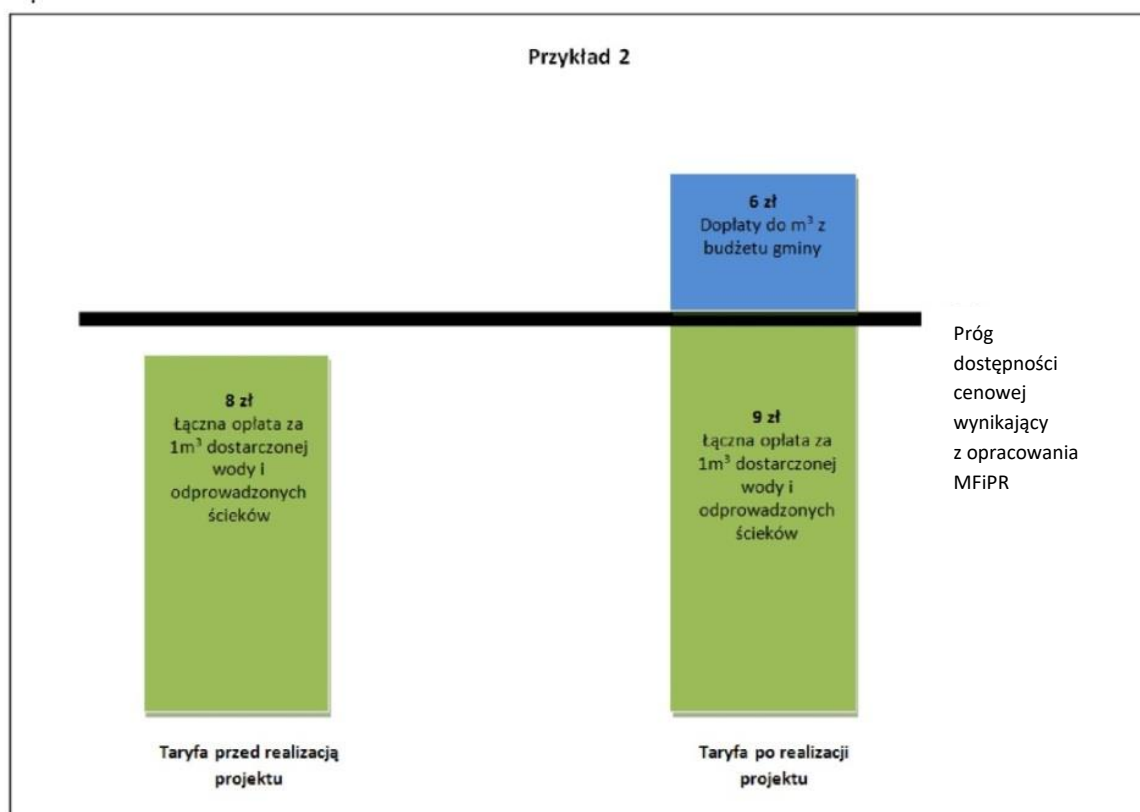 Przykład 2
6 zł
Dopłaty do m³ z
budżetu gminy
Próg
dostępności
cenowej
wynikający
z opracowania
MFiPR
8 zł
Łączna opłata za
1m³ dostarczonej
wody i
odprowadzonych
ścieków
9 zł
Łączna opłata za
1m³ dostarczonej
wody i
odprowadzonych
ścieków
Taryfa przed realizacją
projektu
Taryfa po realizacji
projektu